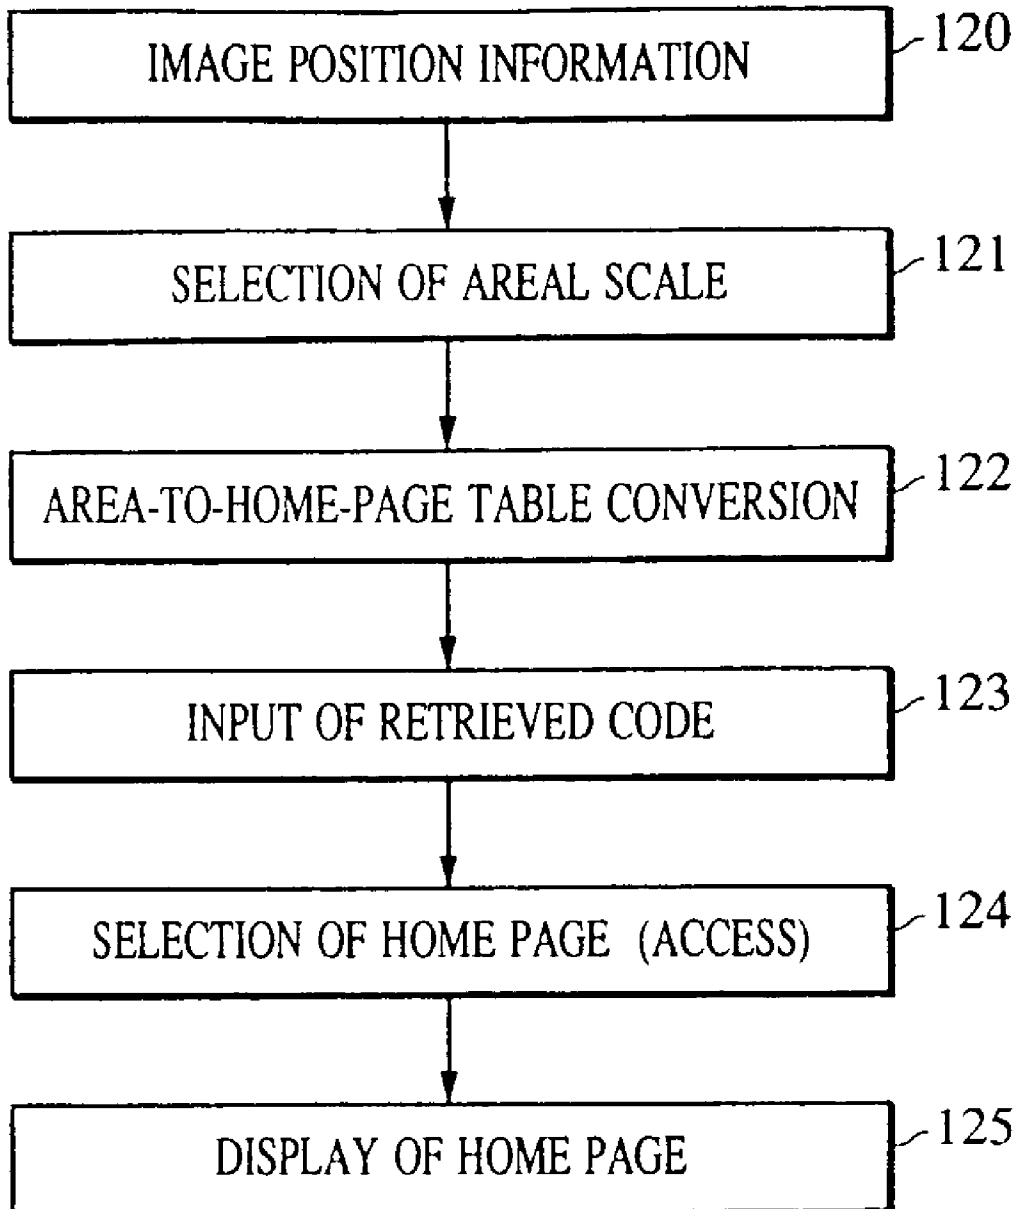 IMAGE POSITION INFORMATION 120
SELECTION OF AREAL SCALE 121
AREA-TO-HOME-PAGE TABLE CONVERSION 122
INPUT OF RETRIEVED CODE 123
SELECTION OF HOME PAGE (ACCESS) 124
DISPLAY OF HOME PAGE 125